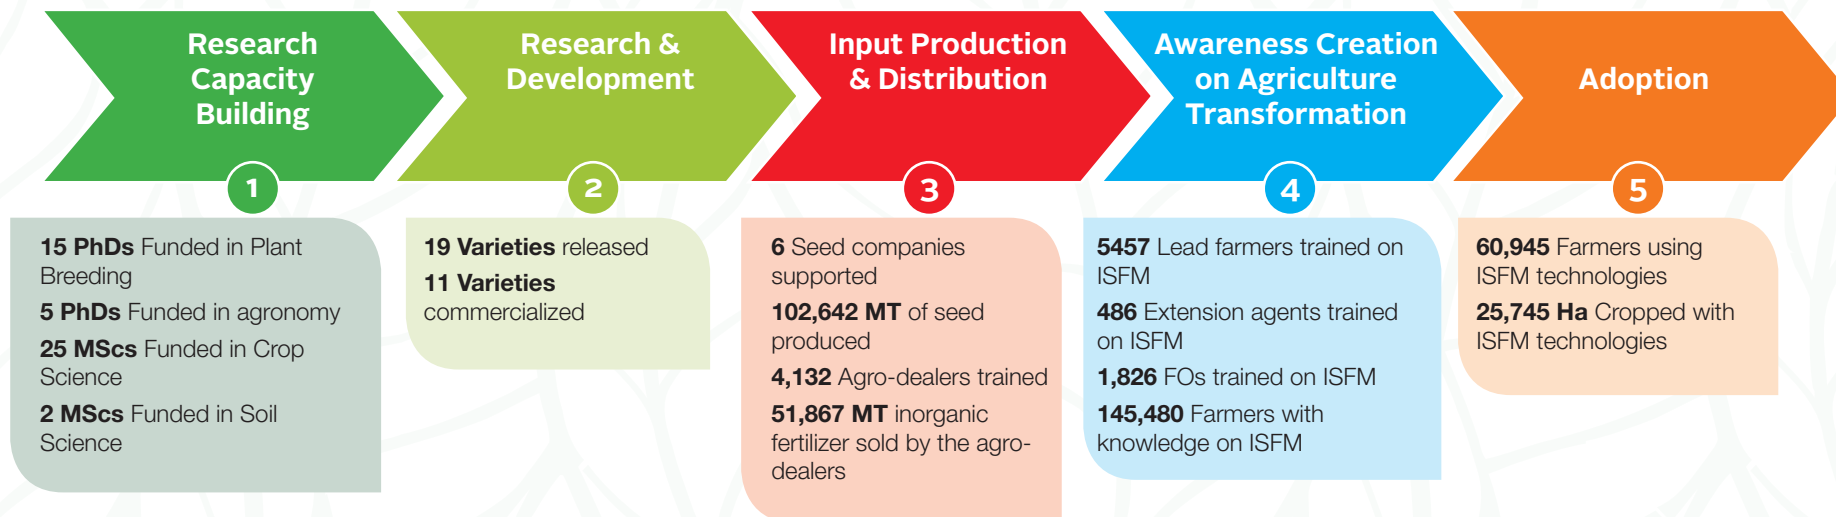 Research
Capacity
Building
1
15 PhDs Funded in Plant
Breeding
5 PhDs Funded in agronomy
25 MScs Funded in Crop
Science
2 MScs Funded in Soil
Science
Research &
Development
2
19 Varieties released
11 Varieties
commercialized
Input Production
& Distribution
3
6 Seed companies
supported
102,642 MT of seed
produced
4,132 Agro-dealers trained
51,867 MT inorganic
fertilizer sold by the agro-
dealers
Awareness Creation
on Agriculture
Transformation
4
5457 Lead farmers trained on
ISFM
486 Extension agents trained
on ISFM
1,826 FOs trained on ISFM
145,480 Farmers with
knowledge on ISFM
Adoption
5
60,945 Farmers using
ISFM technologies
25,745 Ha Cropped with
ISFM technologies